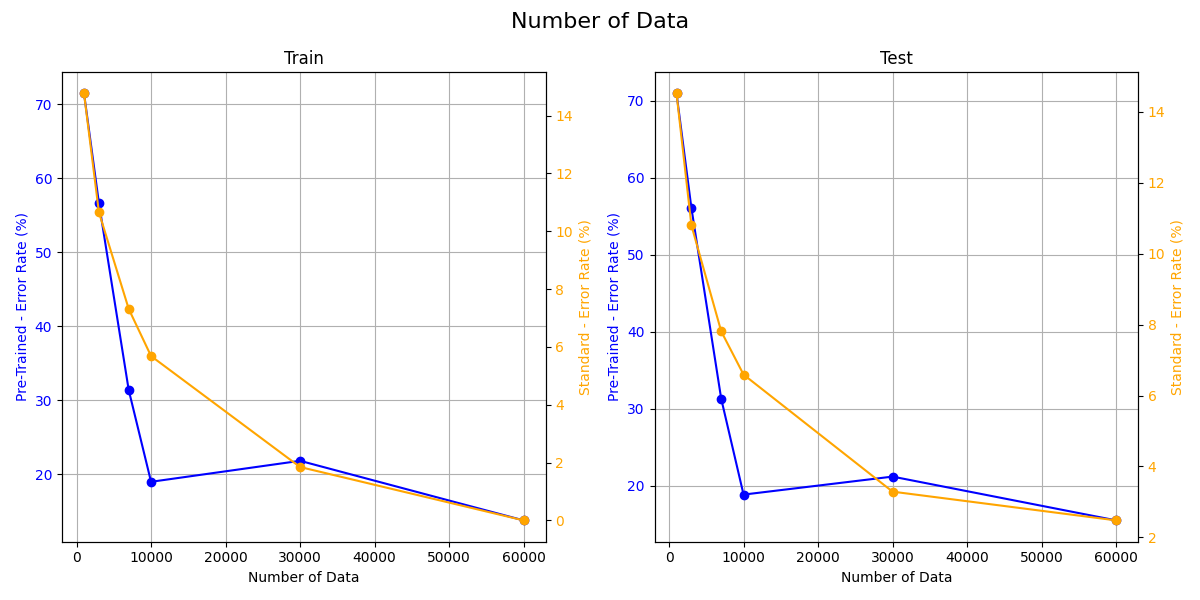 Number of Data
Train
70
60
50
40
30
20
Pre-Trained - Error Rate (%)
14
12
10
8
6
4
2
0
Standard - Error Rate (%)
0 10000 20000 30000 40000 50000 60000
Number of Data
Test
70
60
50
40
30
20
Pre-Trained - Error Rate (%)
14
12
10
8
6
4
2
Standard - Error Rate (%)
0 10000 20000 30000 40000 50000 60000
Number of Data